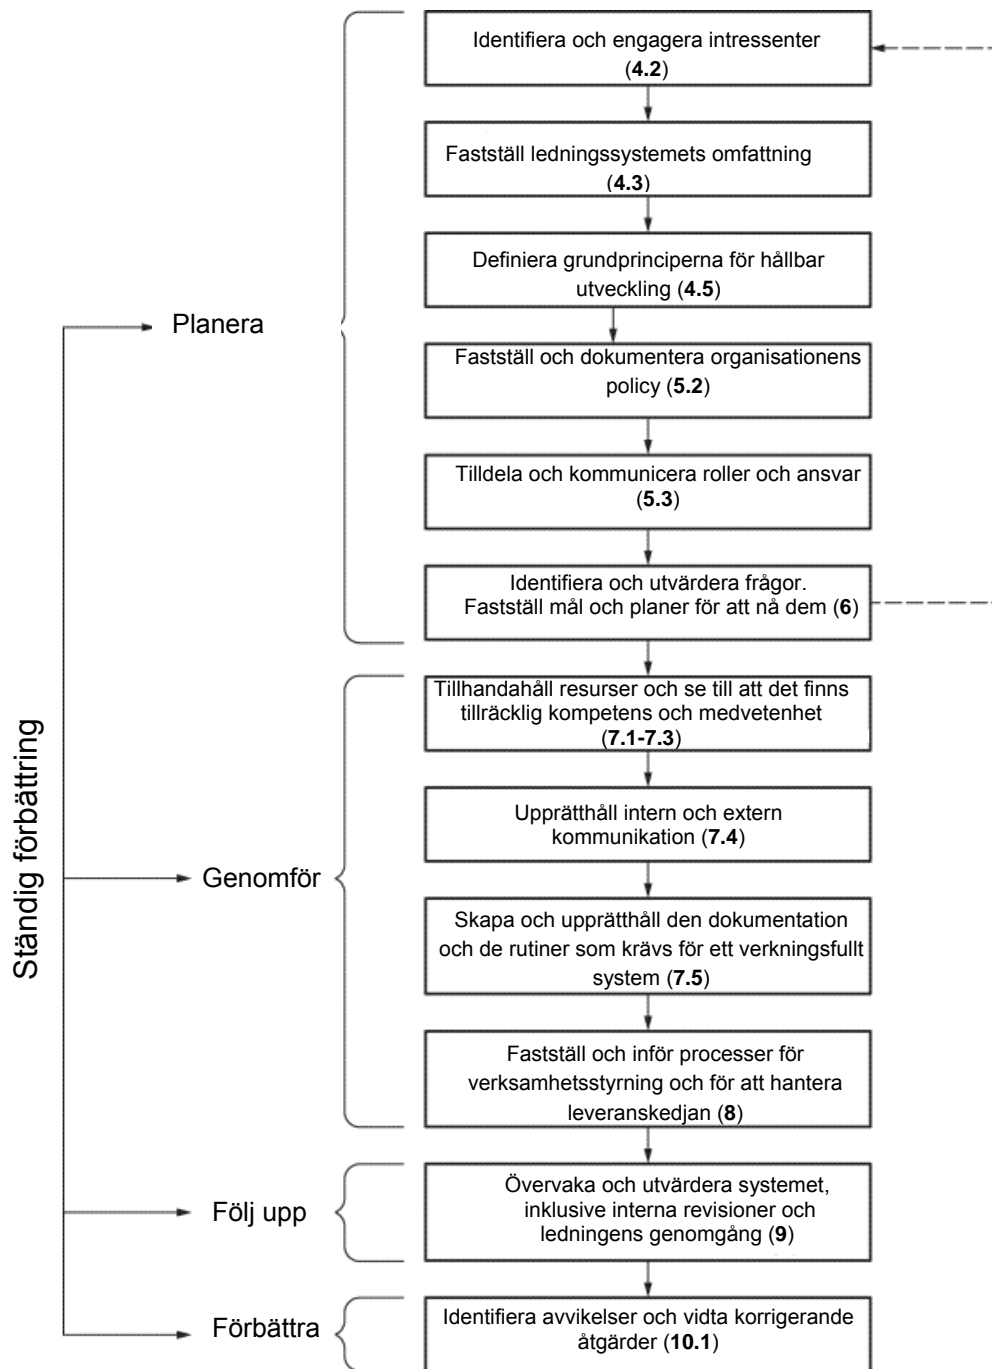 Identifiera och engagera intressenter
(4.2)
Fastställ ledningssystemets omfattning
(4.3)
Definiera grundprinciperna för hållbar
utveckling (4.5)
Planera
Fastställ och dokumentera organisationens
policy (5.2)
Tilldela och kommunicera roller och ansvar
(5.3)
Identifiera och utvärdera frågor.
Fastställ mål och planer för att nå dem (6)
Ständig förbättring
Tillhandahåll resurser och se till att det finns
tillräcklig kompetens och medvetenhet
(7.1-7.3)
Upprätthåll intern och extern
kommunikation (7.4)
Genomför
Skapa och upprätthåll den dokumentation
och de rutiner som krävs för ett verkningsfullt
system (7.5)
Fastställ och inför processer för
verksamhetsstyrning och för att hantera
leveranskedjan (8)
Följ upp
Övervaka och utvärdera systemet,
inklusive interna revisioner och
ledningens genomgång (9)
Förbättra
Identifiera avvikelser och vidta korrigerande
åtgärder (10.1)